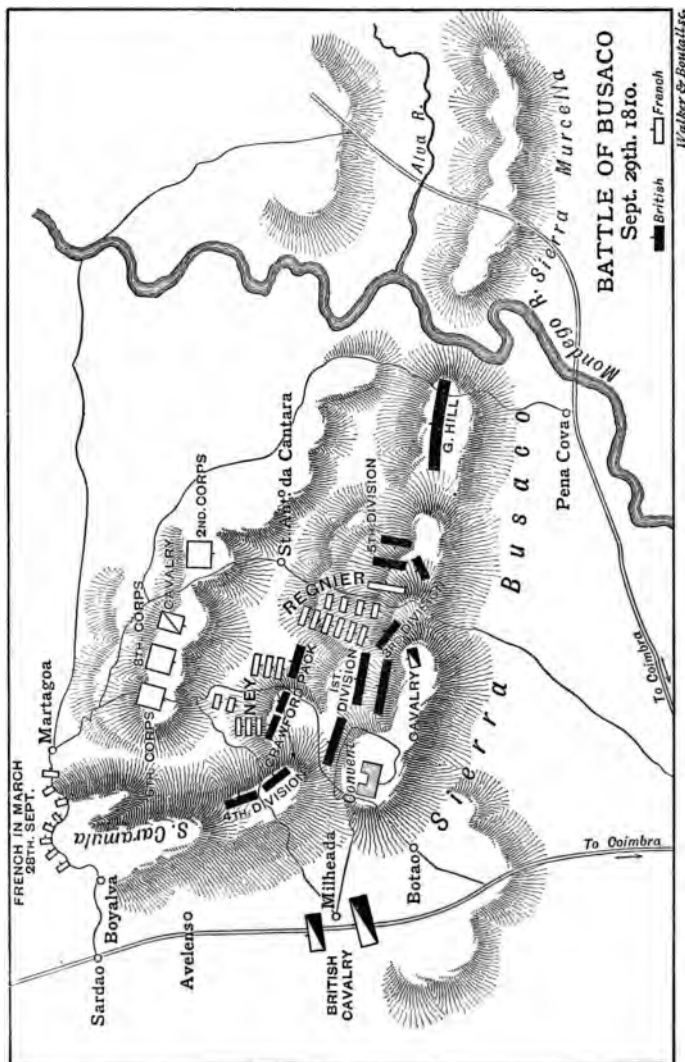 BATTLE OF BUSACO
Sept. 29th. 1810.
British
French
Walker & Boutall sc.
FRENCH IN MARCH
28TH. SEPT.
Martagoa
Sardao
Boyalva
S. Caramula
Avelenso
6TH. CORPS
8TH. CORPS
CAVALRY
2ND. CORPS
St. Anto. da Cantara
NEY
REGNIER
CRAWFORD
PACK
4TH. DIVISION
1ST. DIVISION
3RD. DIVISION
5TH. DIVISION
G. HILL
CAVALRY
Convent
Milheada
BRITISH
CAVALRY
Botao
Sierra Busaco
Pena Cova
Mondego R.
Sierra Murcella
Alva R.
To Coimbra
To Coimbra